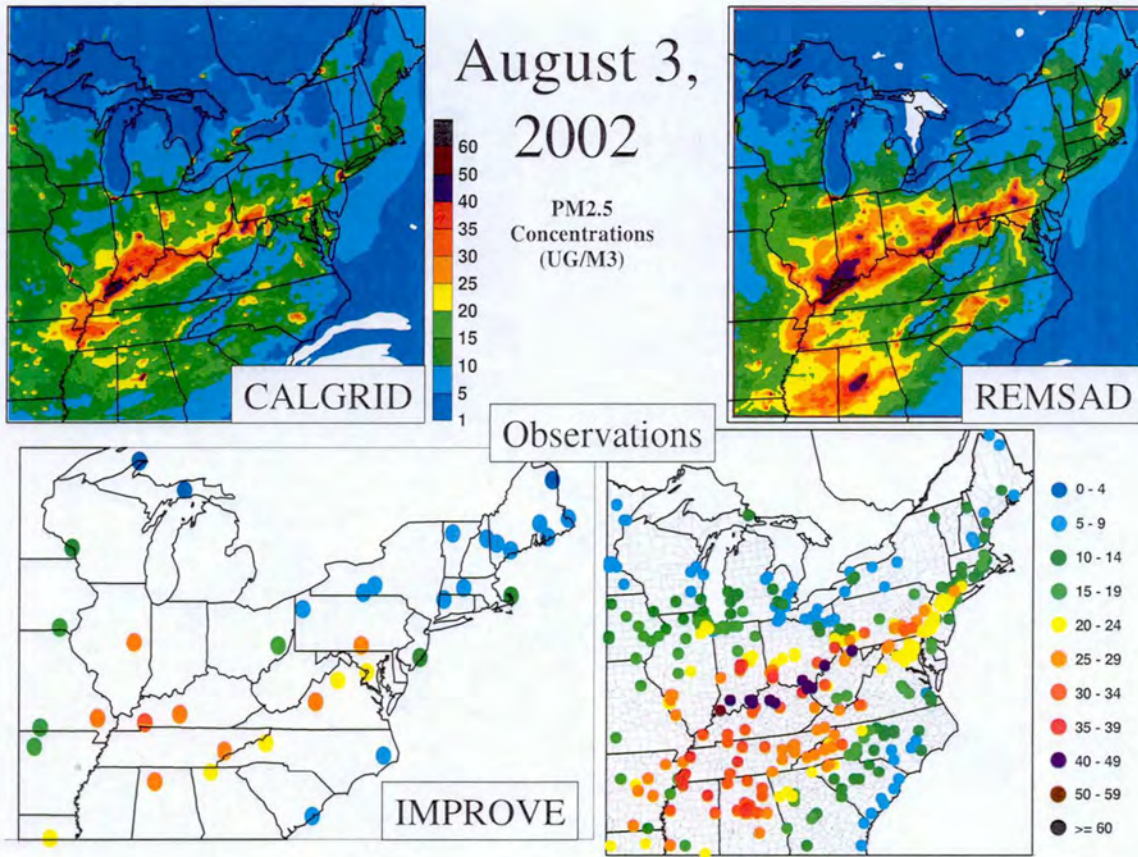 August 3,
2002
PM2.5
Concentrations
(UG/M3)
60
50
40
35
30
25
20
15
10
5
1
CALGRID
REMSAD
Observations
IMPROVE
0 - 4
5 - 9
10 - 14
15 - 19
20 - 24
25 - 29
30 - 34
35 - 39
40 - 49
50 - 59
>= 60